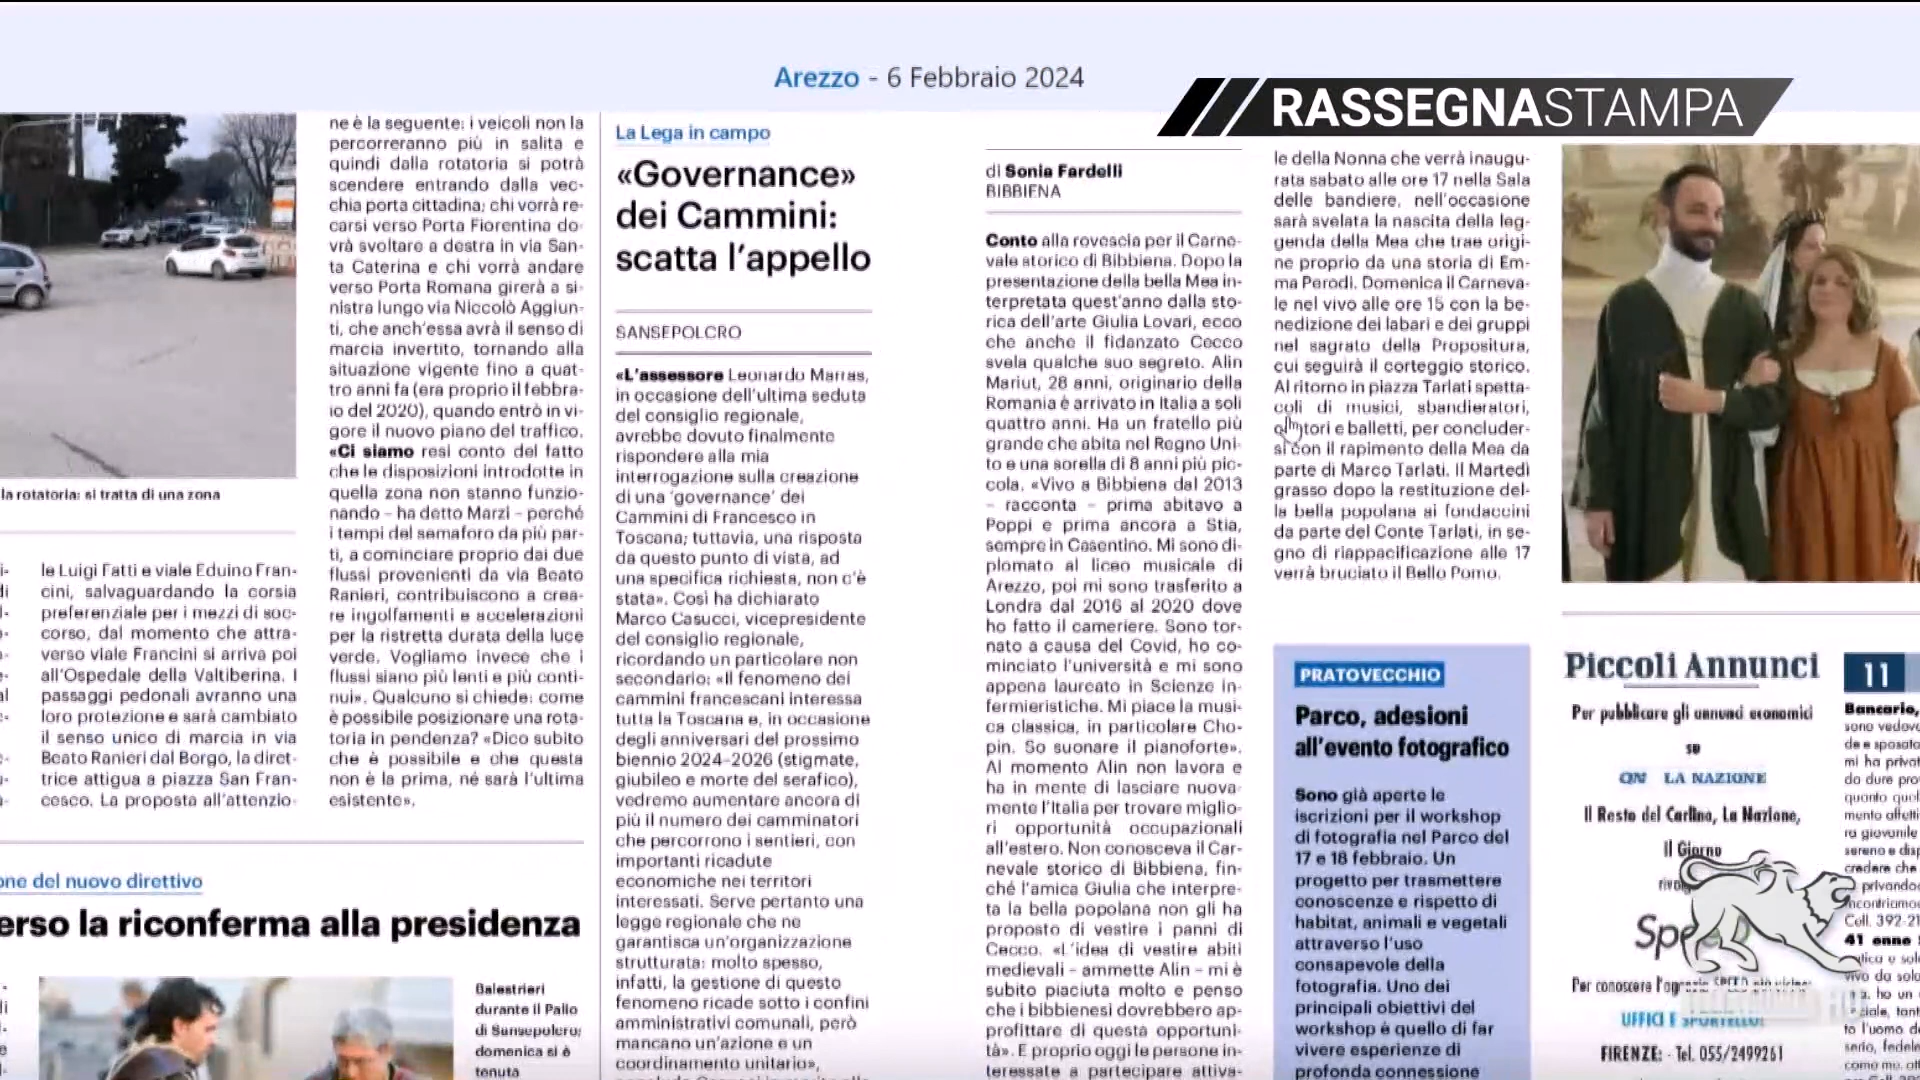 Arezzo - 6 Febbraio 2024
RASSEGNASTAMPA
la rotatoria: si tratta di una zona
le Luigi Fatti e viale Eduino Fran-
cini, salvaguardando la corsia
preferenziale per i mezzi di soc-
corso, dal momento che attra-
verso viale Francini si arriva poi
all'Ospedale della Valtiberina. I
passaggi pedonali avranno una
loro protezione e sarà cambiato
il senso unico di marcia in via
Beato Ranieri dal Borgo, la diret-
trice attigua a piazza San Fran-
cesco. La proposta all'attenzio-
ne è la seguente: i veicoli non la
percorreranno più in salita e
quindi dalla rotatoria si potrà
scendere entrando dalla vec-
chia porta cittadina; chi vorrà re-
carsi verso Porta Fiorentina do-
vrà svoltare a destra in via San-
ta Caterina e chi vorrà andare
verso Porta Romana girerà a si-
nistra lungo via Niccolò Aggiun-
ti, che anch'essa avrà il senso di
marcia invertito, tornando alla
situazione vigente fino a quat-
tro anni fa (era proprio il febbra-
io del 2020), quando entrò in vi-
gore il nuovo piano del traffico.
«Ci siamo resi conto del fatto
che le disposizioni introdotte in
quella zona non stanno funzio-
nando – ha detto Marzi – perché
i tempi del semaforo da più par-
ti, a cominciare proprio dai due
flussi provenienti da via Beato
Ranieri, contribuiscono a crea-
re ingolfamenti e accelerazioni
per la ristretta durata della luce
verde. Vogliamo invece che i
flussi siano più lenti e più conti-
nui». Qualcuno si chiede: come
è possibile posizionare una rota-
toria in pendenza? «Dico subito
che è possibile e che questa
non è la prima, né sarà l'ultima
esistente».
one del nuovo direttivo
erso la riconferma alla presidenza
Balestrieri
durante il Palio
di Sansepolcro;
domenica si è
tenuta
La Lega in campo
«Governance»
dei Cammini:
scatta l'appello
SANSEPOLCRO
«L'assessore Leonardo Marras,
in occasione dell'ultima seduta
del consiglio regionale,
avrebbe dovuto finalmente
rispondere alla mia
interrogazione sulla creazione
di una 'governance' dei
Cammini di Francesco in
Toscana; tuttavia, una risposta
da questo punto di vista, ad
una specifica richiesta, non c'è
stata». Così ha dichiarato
Marco Casucci, vicepresidente
del consiglio regionale,
ricordando un particolare non
secondario: «Il fenomeno dei
cammini francescani interessa
tutta la Toscana e, in occasione
degli anniversari del prossimo
biennio 2024-2026 (stigmate,
giubileo e morte del serafico),
vedremo aumentare ancora di
più il numero dei camminatori
che percorrono i sentieri, con
importanti ricadute
economiche nei territori
interessati. Serve pertanto una
legge regionale che ne
garantisca un'organizzazione
strutturata: molto spesso,
infatti, la gestione di questo
fenomeno ricade sotto i confini
amministrativi comunali, però
mancano un'azione e un
coordinamento unitario»,
di Sonia Fardelli
BIBBIENA
Conto alla rovescia per il Carne-
vale storico di Bibbiena. Dopo la
presentazione della bella Mea in-
terpretata quest'anno dalla sto-
rica dell'arte Giulia Lovari, ecco
che anche il fidanzato Cecco
svela qualche suo segreto. Alin
Mariut, 28 anni, originario della
Romania è arrivato in Italia a soli
quattro anni. Ha un fratello più
grande che abita nel Regno Uni-
to e una sorella di 8 anni più pic-
cola. «Vivo a Bibbiena dal 2013
– racconta – prima abitavo a
Poppi e prima ancora a Stia,
sempre in Casentino. Mi sono di-
plomato al liceo musicale di
Arezzo, poi mi sono trasferito a
Londra dal 2016 al 2020 dove
ho fatto il cameriere. Sono tor-
nato a causa del Covid, ho co-
minciato l'università e mi sono
appena laureato in Scienze in-
fermieristiche. Mi piace la musi-
ca classica, in particolare Cho-
pin. So suonare il pianoforte».
Al momento Alin non lavora e
ha in mente di lasciare nuova-
mente l'Italia per trovare miglio-
ri opportunità occupazionali
all'estero. Non conosceva il Car-
nevale storico di Bibbiena, fin-
ché l'amica Giulia che interpre-
ta la bella popolana non gli ha
proposto di vestire i panni di
Cecco. «L'idea di vestire abiti
medievali – ammette Alin – mi è
subito piaciuta molto e penso
che i bibbienesi dovrebbero ap-
profittare di questa opportuni-
tà». E proprio oggi le persone in-
teressate a partecipare attiva-
le della Nonna che verrà inaugu-
rata sabato alle ore 17 nella Sala
delle bandiere, nell'occasione
sarà svelata la nascita della leg-
genda della Mea che trae origi-
ne proprio da una storia di Em-
ma Perodi. Domenica il Carneva-
le nel vivo alle ore 15 con la be-
nedizione dei labari e dei gruppi
nel sagrato della Propositura,
cui seguirà il corteggio storico.
Al ritorno in piazza Tarlati spetta-
coli di musici, sbandieratori,
cantori e balletti, per concluder-
si con il rapimento della Mea da
parte di Marco Tarlati. Il Martedì
grasso dopo la restituzione del-
la bella popolana ai fondaccini
da parte del Conte Tarlati, in se-
gno di riappacificazione alle 17
verrà bruciato il Bello Pomo.
PRATOVECCHIO
Parco, adesioni
all'evento fotografico
Sono già aperte le
iscrizioni per il workshop
di fotografia nel Parco del
17 e 18 febbraio. Un
progetto per trasmettere
conoscenze e rispetto di
habitat, animali e vegetali
attraverso l'uso
consapevole della
fotografia. Uno dei
principali obiettivi del
workshop è quello di far
vivere esperienze di
profonda connessione
Piccoli Annunci
Per pubblicare gli annunci economici
su
QN LA NAZIONE
Il Resto del Carlino, La Nazione,
Il Giorno
Per conoscere l'agenzia SPEED più vicina:
UFFICI E SPORTELLO:
FIRENZE: - Tel. 055/2499261
11
Bancario,
sono vedovo
de e sposato
mi ha privat
da dure pro
quanto quel
mento affetti
ra giovanile
sereno e disp
credere che
privando
ncontriamoc
Cell. 392-21
41 enne